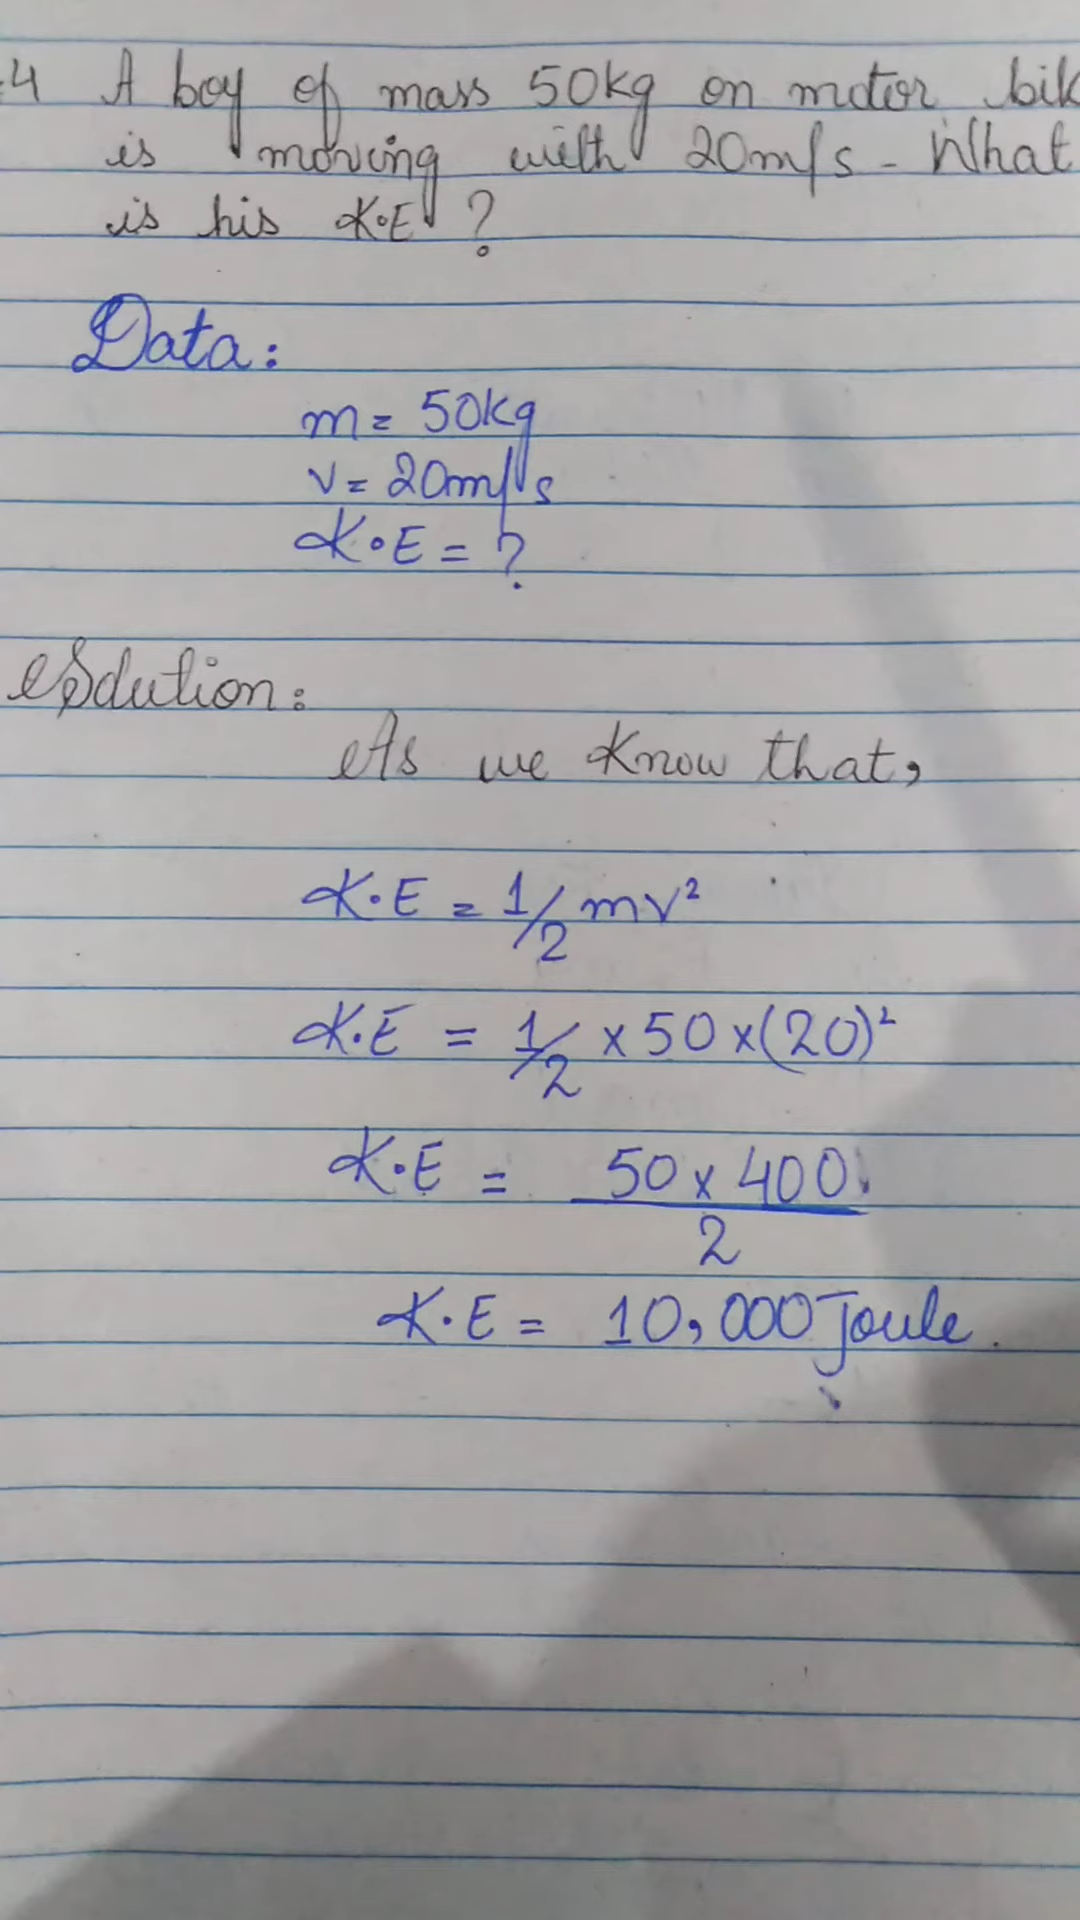 4 A boy of mass 50kg on motor bik
is moving with 20m/s - What
is his K.E ?
Data:
m = 50kg
v = 20m/s
K.E = ?
Solution:
As we know that,
K.E = 1/2 mv²
K.E = 1/2 × 50 × (20)²
K.E = 50 × 400
2
K.E = 10,000 Joule.